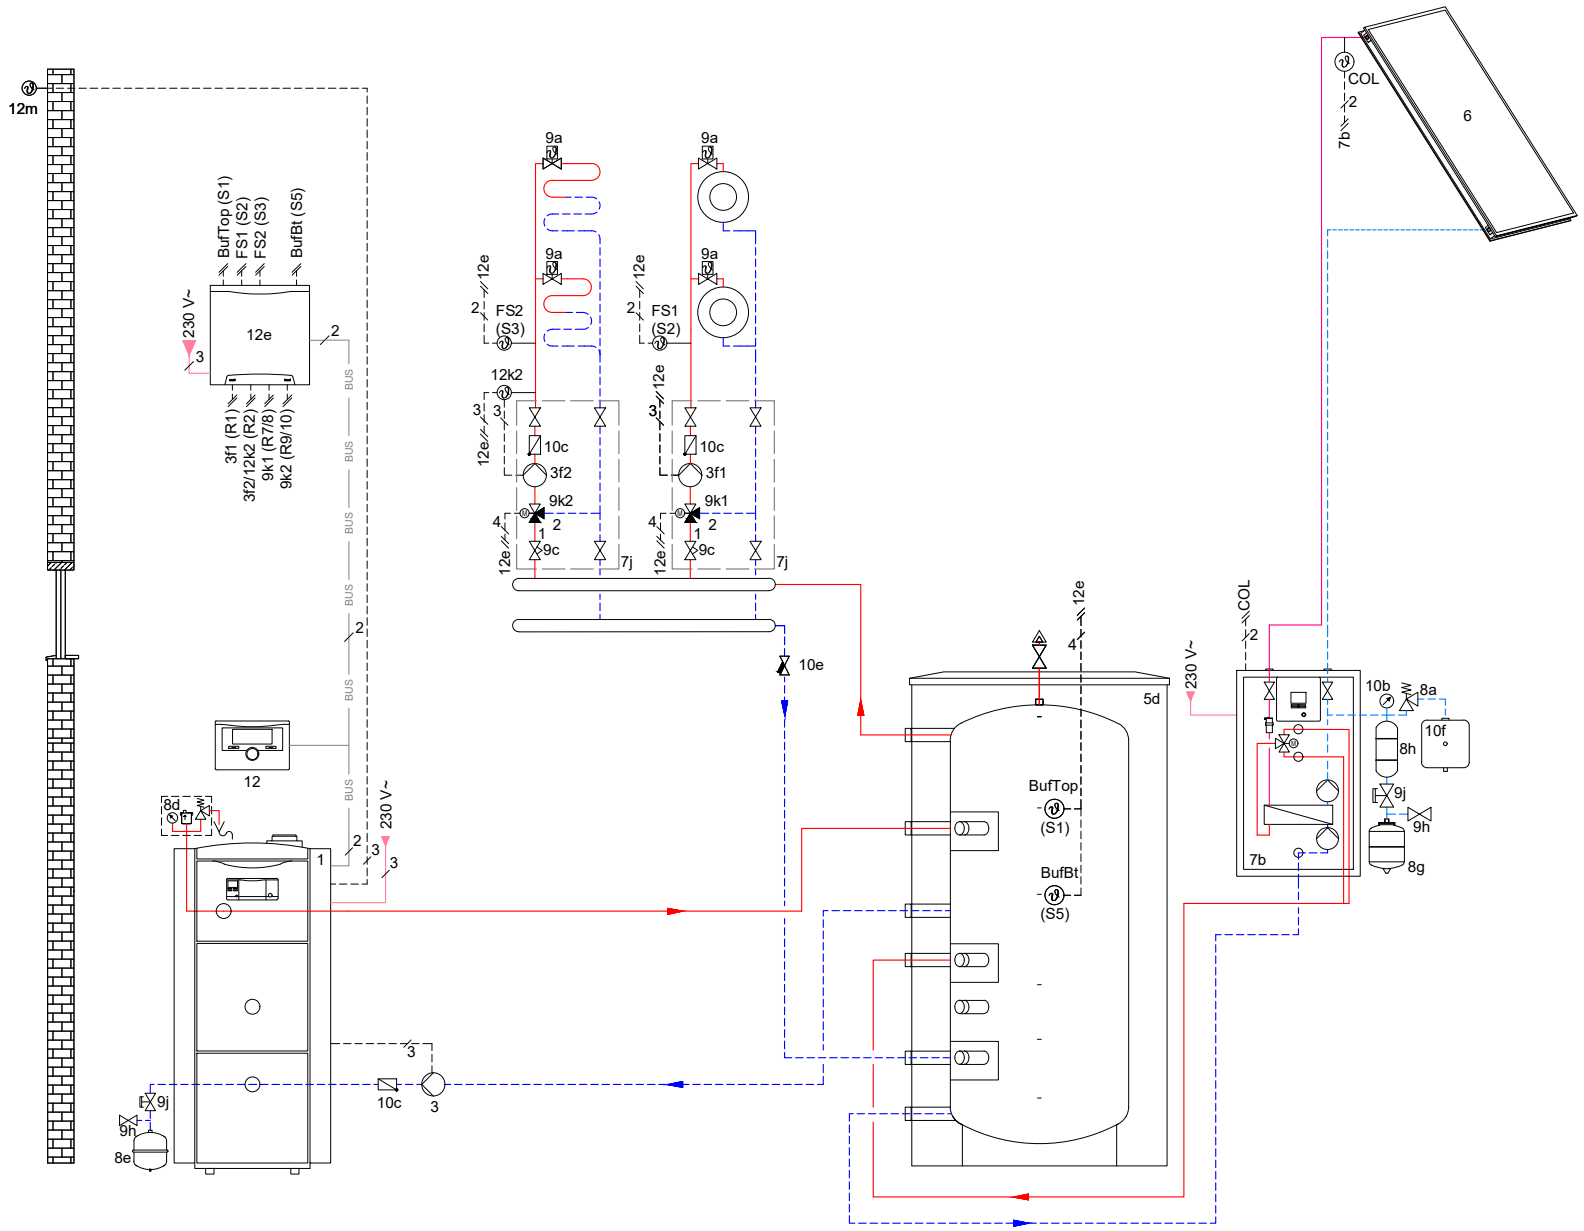 12m
BufTop (S1)
FS1 (S2)
FS2 (S3)
BufBt (S5)
230 V~
3
12e
2
BUS
3f1 (R1)
3f2/12k2 (R2)
9k1 (R7/8)
9k2 (R9/10)
BUS
BUS
2
BUS
BUS
12
2
3
230 V~
3
8d
1
3
10c
3
9j
9h
8e
9a
9a
12e
2
FS2
(S3)
12k2
3
3
12e
10c
3f2
9k2
4
2
1
12e
9c
7j
9a
9a
12e
2
FS1
(S2)
12e
3
10c
3f1
9k1
4
2
1
12e
9c
7j
M
M
10e
12e
4
5d
BufTop
(S1)
BufBt
(S5)
COL
2
7b
6
COL
2
230 V~
10b
8a
10f
8h
M
9j
9h
7b
8g